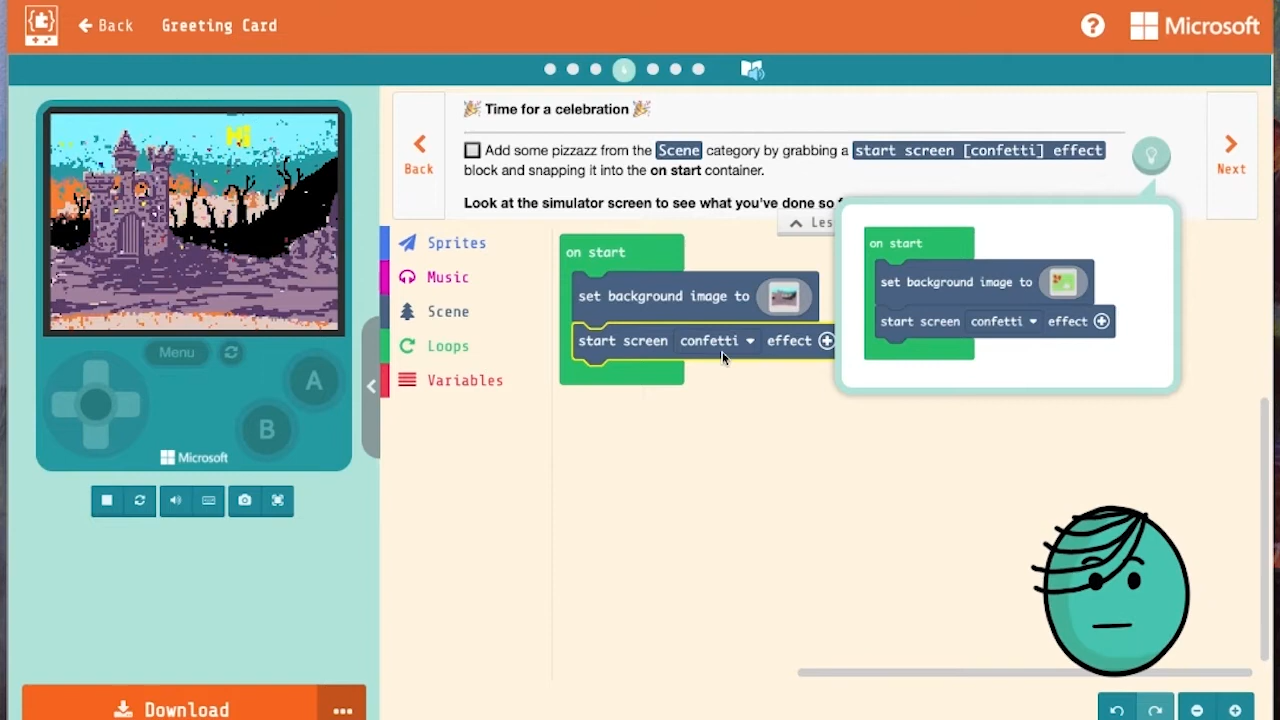 Back
Greeting Card
?
Microsoft
4
🎉 Time for a celebration 🎉
Add some pizzazz from the Scene category by grabbing a start screen [confetti] effect
block and snapping it into the on start container.
Look at the simulator screen to see what you've done so
Back
Next
Les
Hi
Sprites
Music
Scene
Loops
Variables
on start
set background image to
start screen confetti effect
on start
set background image to
start screen confetti effect
Menu
A
B
Microsoft
Download